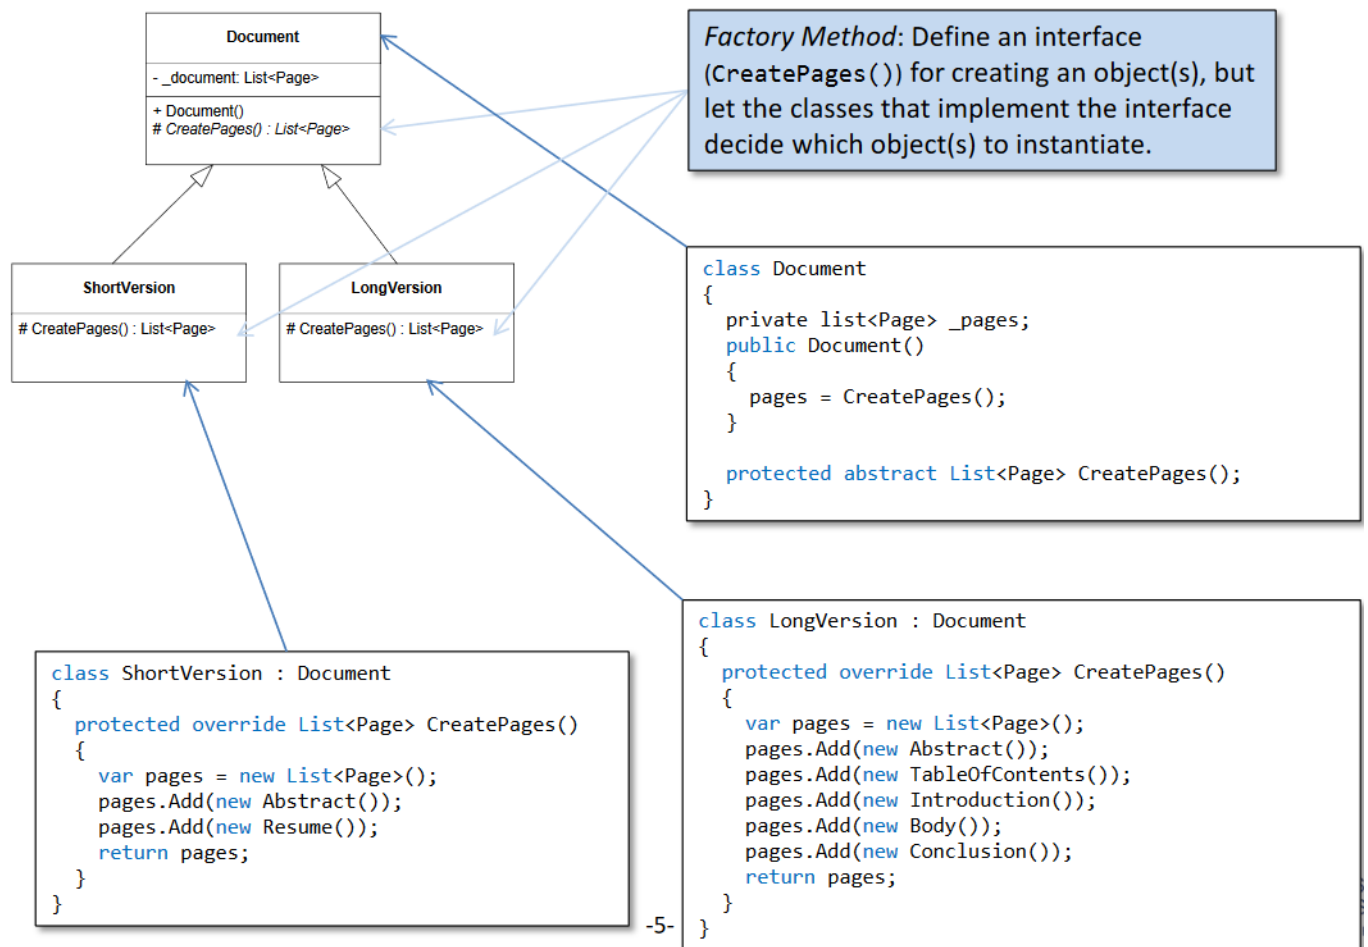 Document
- _document: List<Page>
+ Document()
# CreatePages() : List<Page>
Factory Method: Define an interface
(CreatePages()) for creating an object(s), but
let the classes that implement the interface
decide which object(s) to instantiate.
ShortVersion
# CreatePages() : List<Page>
LongVersion
# CreatePages() : List<Page>
class Document
{
private list<Page> _pages;
public Document()
{
pages = CreatePages();
}
protected abstract List<Page> CreatePages();
}
class ShortVersion : Document
{
protected override List<Page> CreatePages()
{
var pages = new List<Page>();
pages.Add(new Abstract());
pages.Add(new Resume());
return pages;
}
}
class LongVersion : Document
{
protected override List<Page> CreatePages()
{
var pages = new List<Page>();
pages.Add(new Abstract());
pages.Add(new TableOfContents());
pages.Add(new Introduction());
pages.Add(new Body());
pages.Add(new Conclusion());
return pages;
}
}
-5-